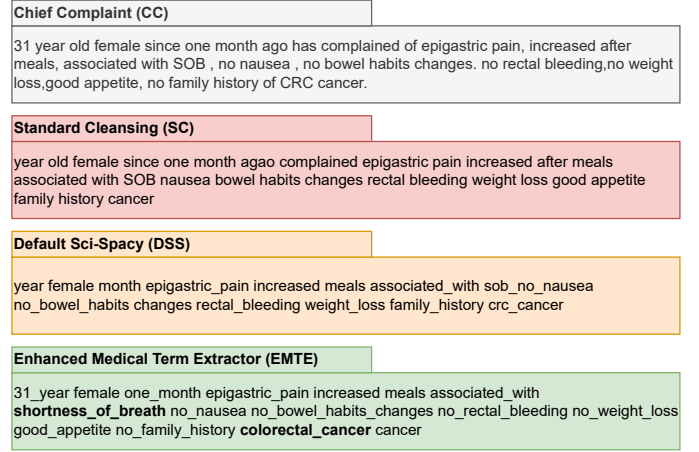 Chief Complaint (CC)
31 year old female since one month ago has complained of epigastric pain, increased after
meals, associated with SOB , no nausea , no bowel habits changes. no rectal bleeding,no weight
loss,good appetite, no family history of CRC cancer.
Standard Cleansing (SC)
year old female since one month agao complained epigastric pain increased after meals
associated with SOB nausea bowel habits changes rectal bleeding weight loss good appetite
family history cancer
Default Sci-Spacy (DSS)
year female month epigastric_pain increased meals associated_with sob_no_nausea
no_bowel_habits changes rectal_bleeding weight_loss family_history crc_cancer
Enhanced Medical Term Extractor (EMTE)
31_year female one_month epigastric_pain increased meals associated_with
shortness_of_breath no_nausea no_bowel_habits_changes no_rectal_bleeding no_weight_loss
good_appetite no_family_history colorectal_cancer cancer